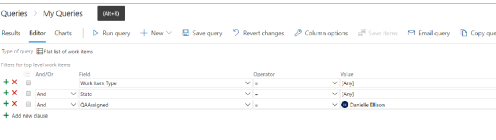 Queries > My Queries (Alt+R)
Results Editor Charts Run query + New Save query Revert changes Column options Save items Email query Copy que
Type of query Flat list of work items
Filters for top level work items
And/Or Field Operator Value
+ × Work Item Type = [Any]
+ × And State = [Any]
+ × And QAAssigned = Danielle Ellison
+ Add new clause